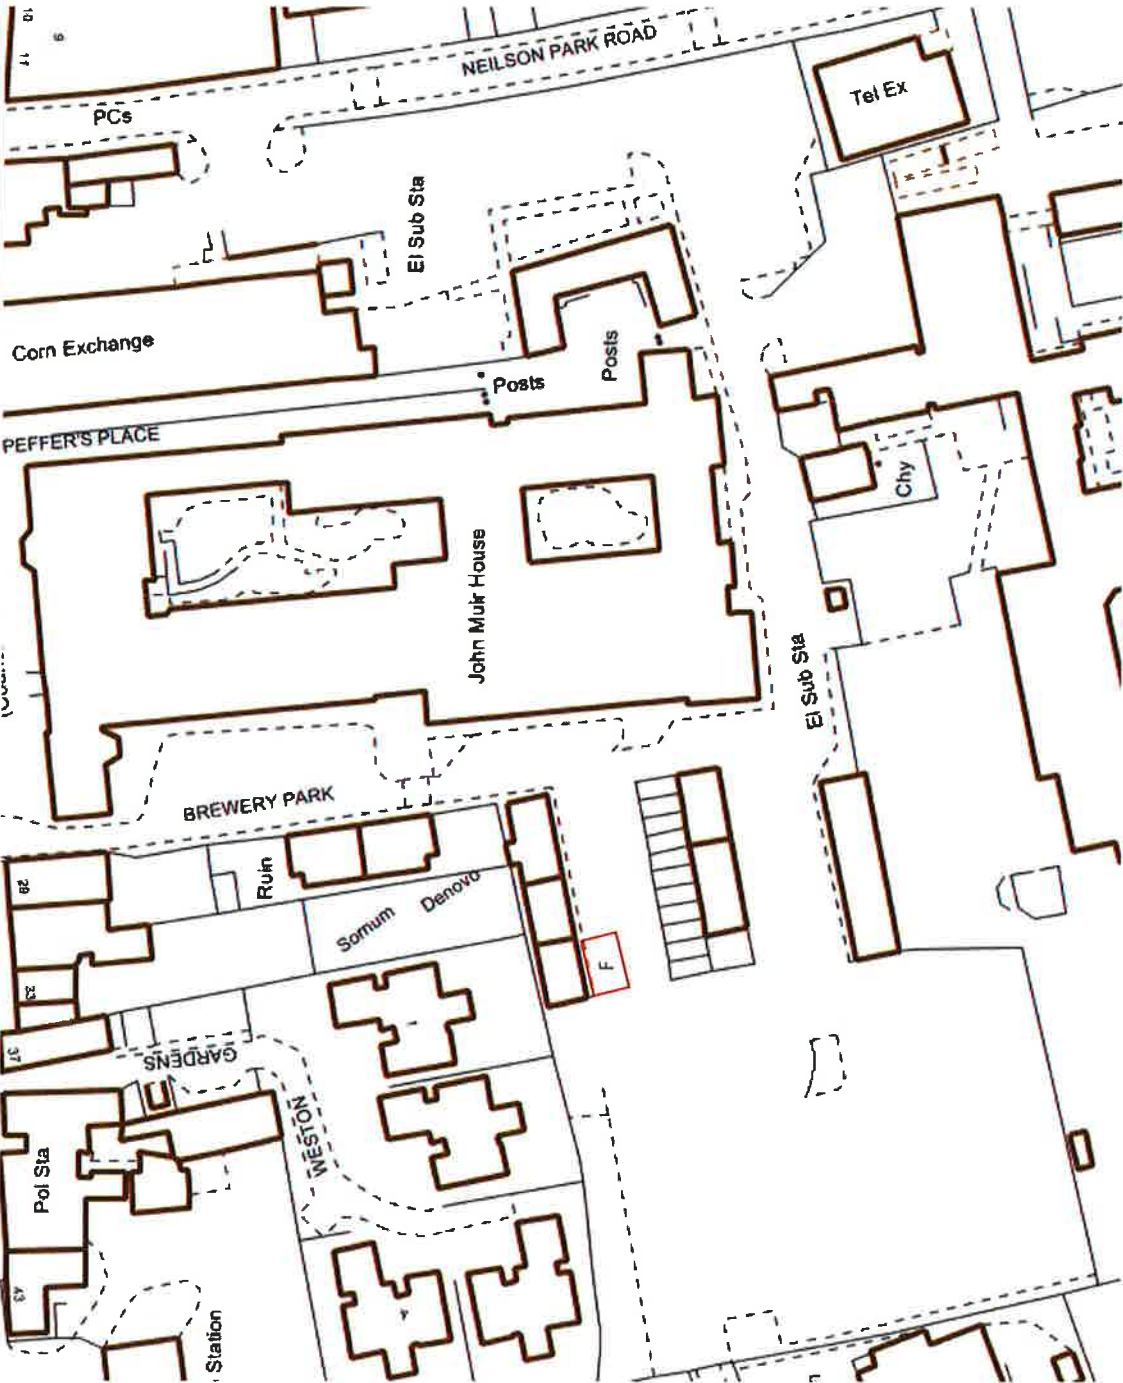 10
11
9
NEILSON PARK ROAD
Tel Ex
PCs
El Sub Sta
Corn Exchange
Posts
Posts
PEFFER'S PLACE
Chy
John Muir House
El Sub Sta
BREWERY PARK
Ruin
29
Somum
Denovo
F
33
37
GARDENS
WESTON
Pol Sta
43
Station